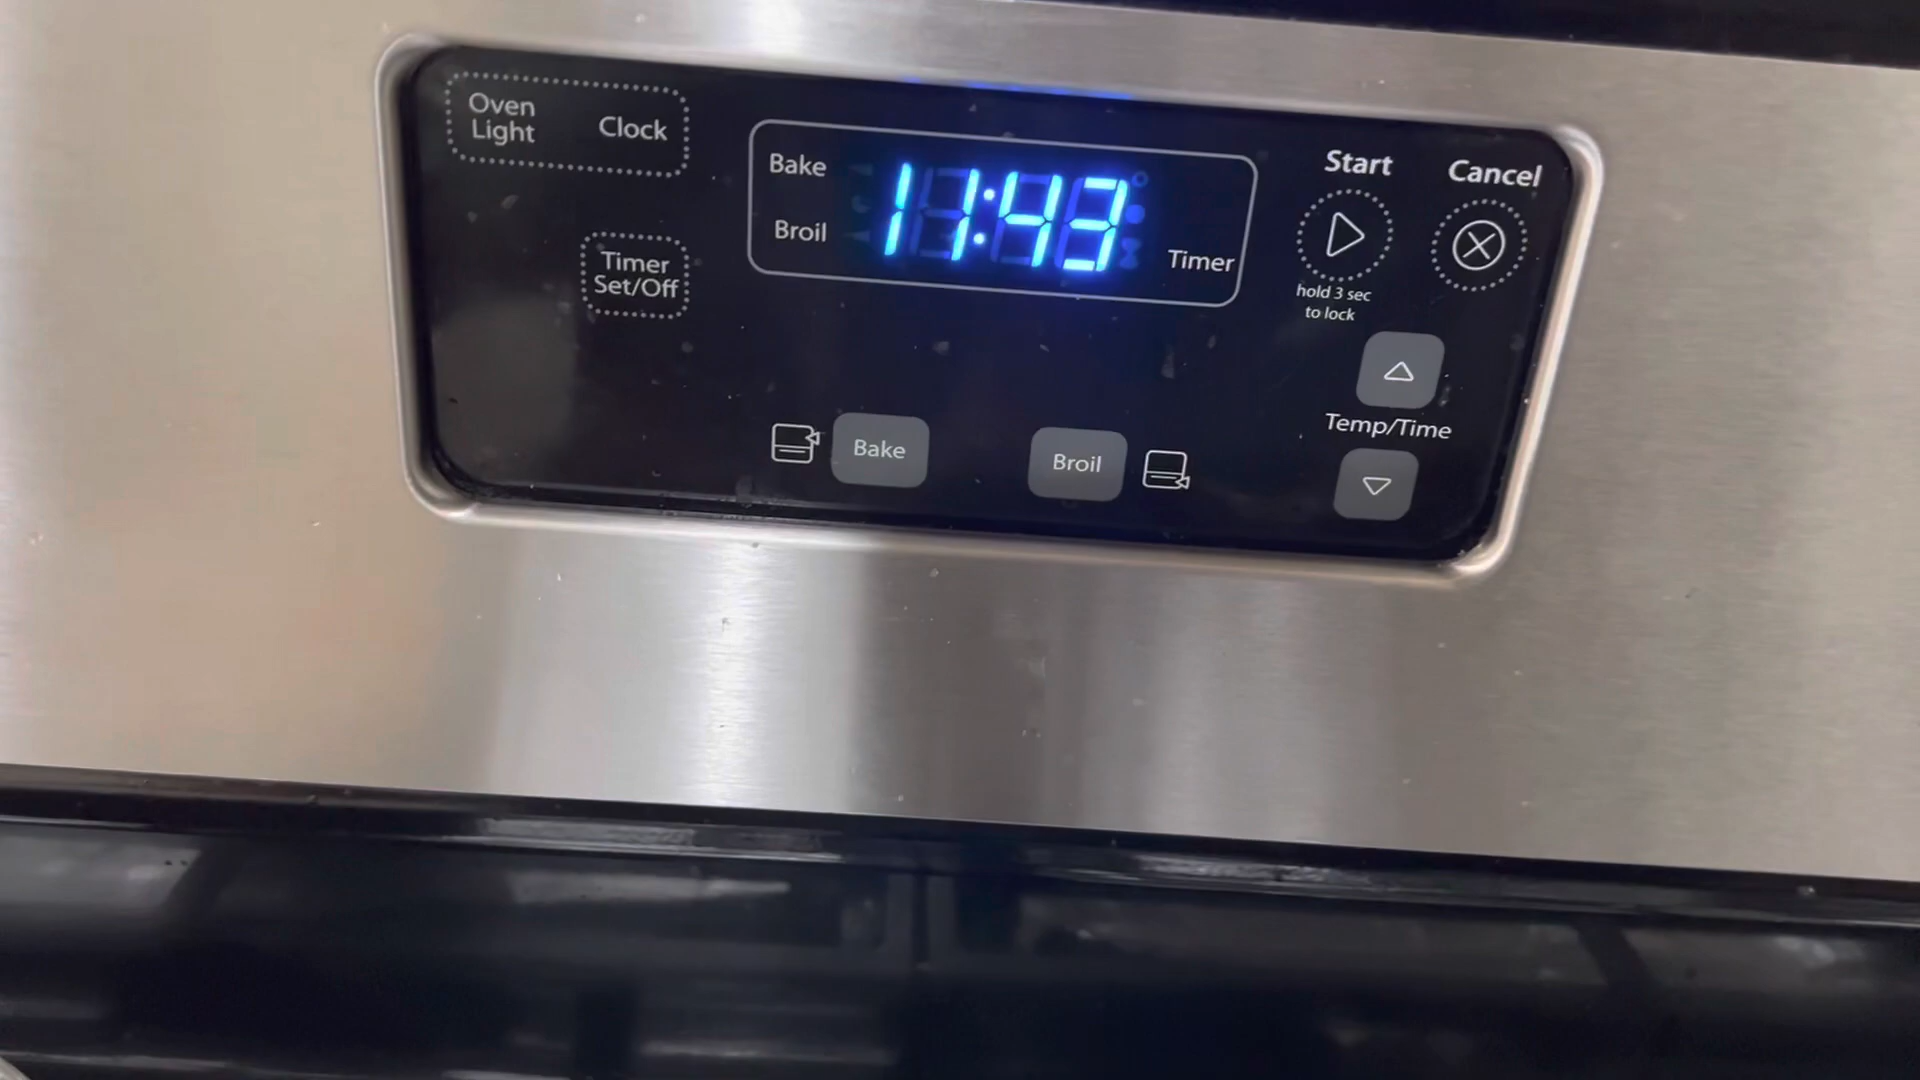 Oven
Light
Clock
Timer
Set/Off
Bake
Broil
11:43
Timer
Start
hold 3 sec
to lock
Cancel
Bake
Broil
Temp/Time